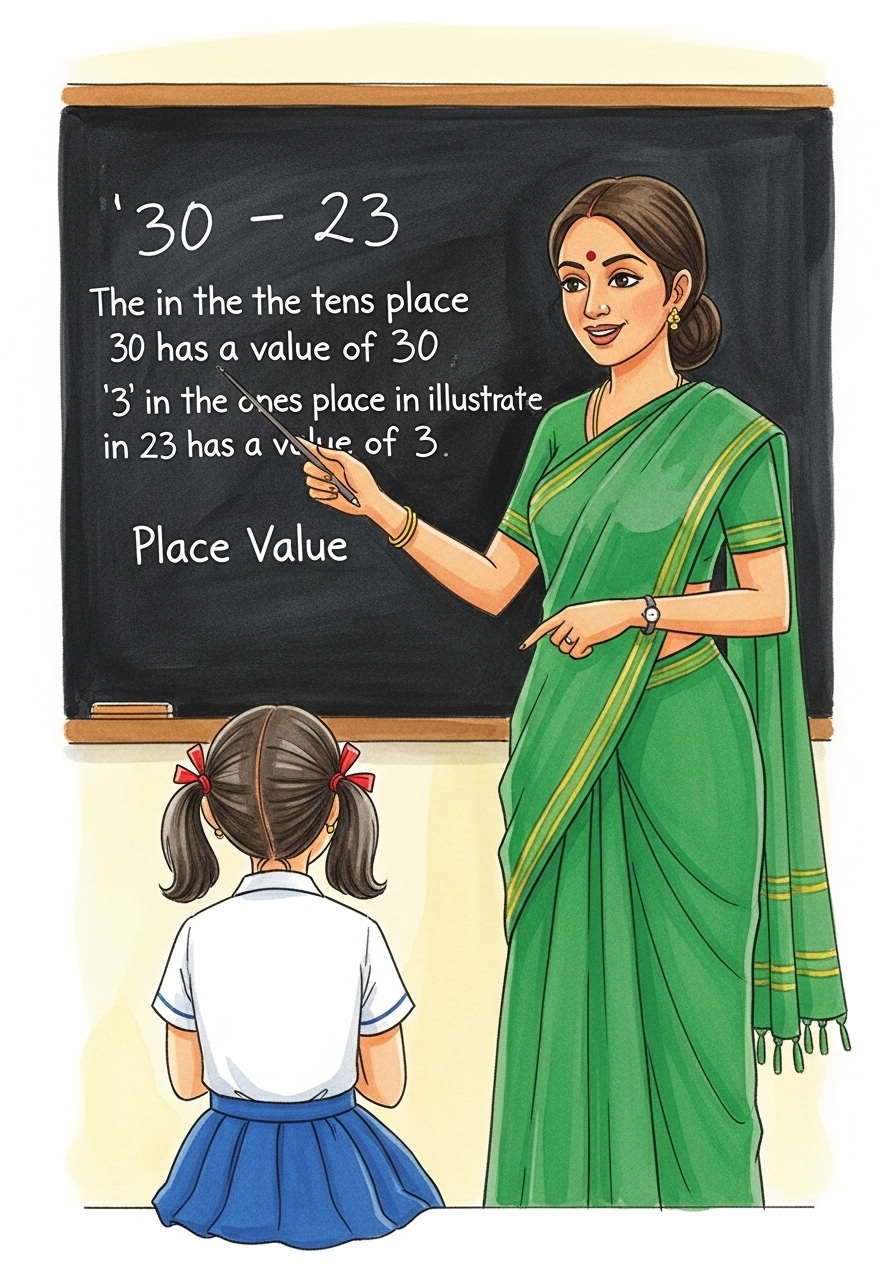 '30 – 23
The in the the tens place
30 has a value of 30
'3' in the ones place in illustrate
in 23 has a value of 3.
Place Value